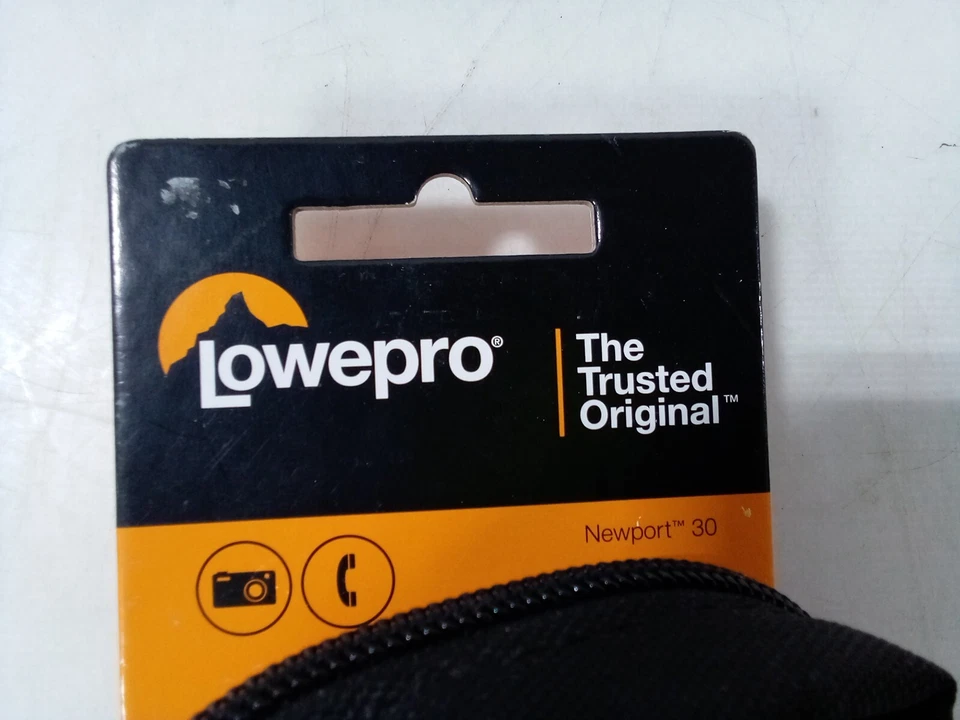 Lowepro®
The
Trusted
Original™
Newport™ 30